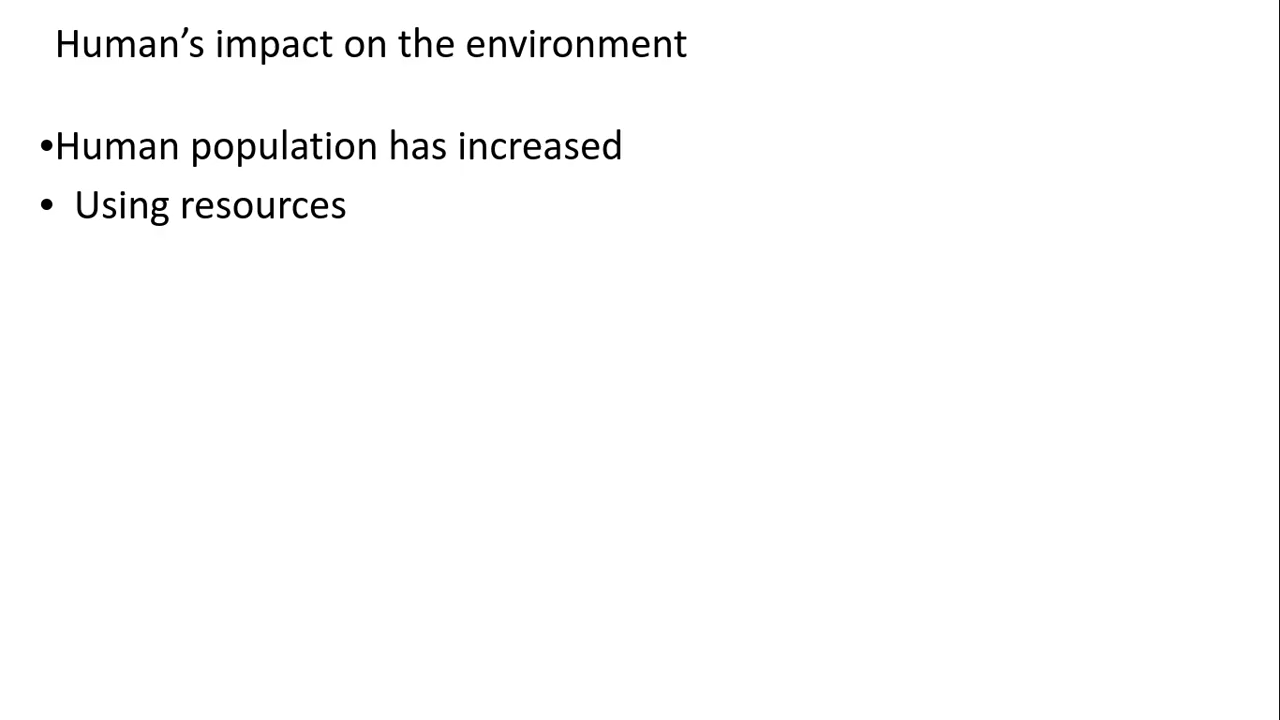 Human’s impact on the environment
•Human population has increased
• Using resources